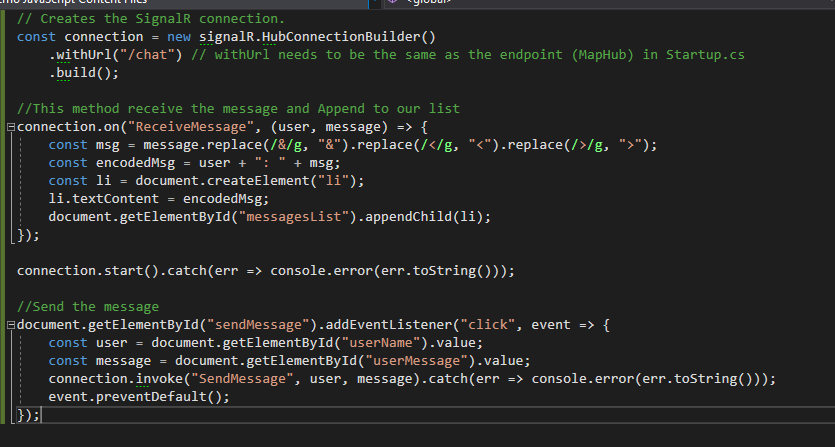 JavaScript Content Files <global>
// Creates the SignalR connection.
const connection = new signalR.HubConnectionBuilder()
    .withUrl("/chat") // withUrl needs to be the same as the endpoint (MapHub) in Startup.cs
    .build();

//This method receive the message and Append to our list
connection.on("ReceiveMessage", (user, message) => {
    const msg = message.replace(/&/g, "&").replace(/</g, "<").replace(/>/g, ">");
    const encodedMsg = user + ": " + msg;
    const li = document.createElement("li");
    li.textContent = encodedMsg;
    document.getElementById("messagesList").appendChild(li);
});

connection.start().catch(err => console.error(err.toString()));

//Send the message
document.getElementById("sendMessage").addEventListener("click", event => {
    const user = document.getElementById("userName").value;
    const message = document.getElementById("userMessage").value;
    connection.invoke("SendMessage", user, message).catch(err => console.error(err.toString()));
    event.preventDefault();
});